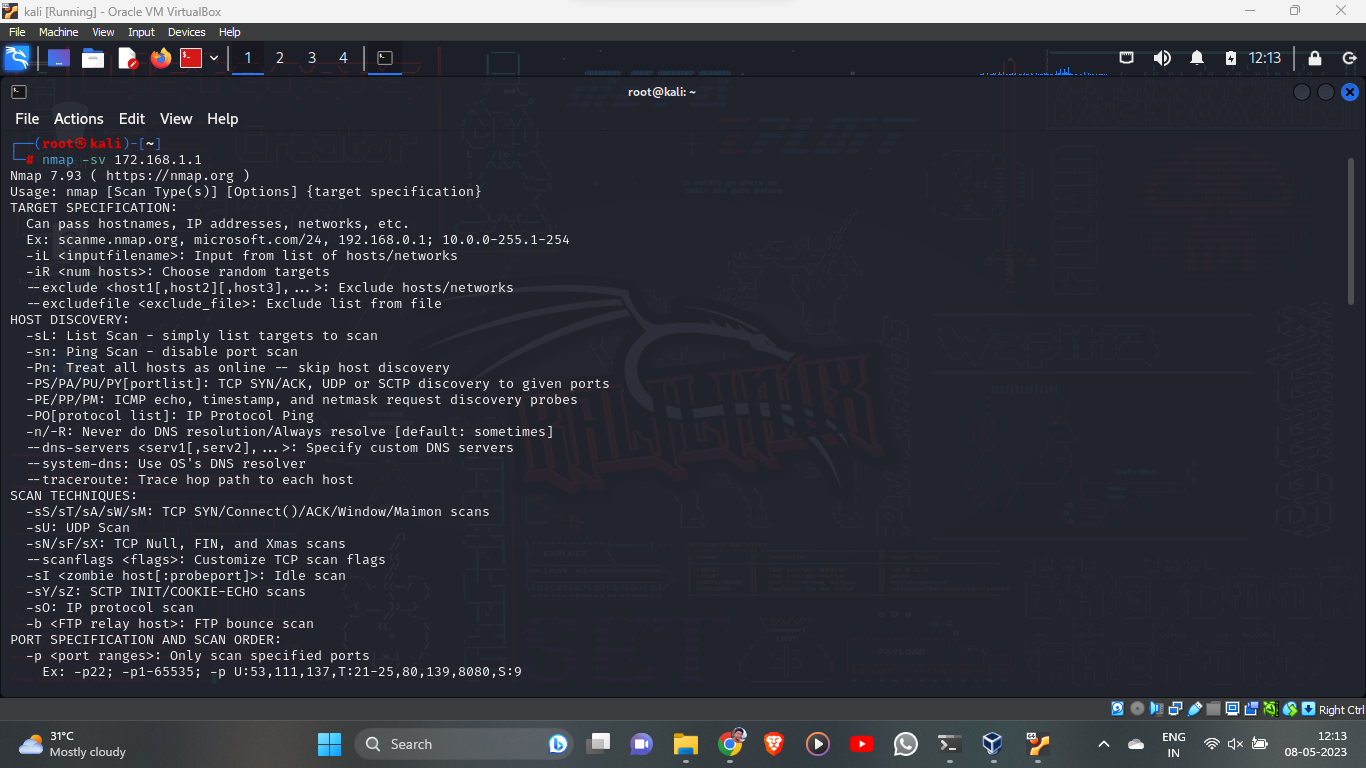 kali [Running] - Oracle VM VirtualBox
File Machine View Input Devices Help
1 2 3 4 12:13
root@kali: ~
File Actions Edit View Help
┌──(root㉿kali)-[~]
└─# nmap -sv 172.168.1.1
Nmap 7.93 ( https://nmap.org )
Usage: nmap [Scan Type(s)] [Options] {target specification}
TARGET SPECIFICATION:
  Can pass hostnames, IP addresses, networks, etc.
  Ex: scanme.nmap.org, microsoft.com/24, 192.168.0.1; 10.0.0-255.1-254
  -iL <inputfilename>: Input from list of hosts/networks
  -iR <num hosts>: Choose random targets
  --exclude <host1[,host2][,host3],...>: Exclude hosts/networks
  --excludefile <exclude_file>: Exclude list from file
HOST DISCOVERY:
  -sL: List Scan - simply list targets to scan
  -sn: Ping Scan - disable port scan
  -Pn: Treat all hosts as online -- skip host discovery
  -PS/PA/PU/PY[portlist]: TCP SYN/ACK, UDP or SCTP discovery to given ports
  -PE/PP/PM: ICMP echo, timestamp, and netmask request discovery probes
  -PO[protocol list]: IP Protocol Ping
  -n/-R: Never do DNS resolution/Always resolve [default: sometimes]
  --dns-servers <serv1[,serv2],...>: Specify custom DNS servers
  --system-dns: Use OS's DNS resolver
  --traceroute: Trace hop path to each host
SCAN TECHNIQUES:
  -sS/sT/sA/sW/sM: TCP SYN/Connect()/ACK/Window/Maimon scans
  -sU: UDP Scan
  -sN/sF/sX: TCP Null, FIN, and Xmas scans
  --scanflags <flags>: Customize TCP scan flags
  -sI <zombie host[:probeport]>: Idle scan
  -sY/sZ: SCTP INIT/COOKIE-ECHO scans
  -sO: IP protocol scan
  -b <FTP relay host>: FTP bounce scan
PORT SPECIFICATION AND SCAN ORDER:
  -p <port ranges>: Only scan specified ports
    Ex: -p22; -p1-65535; -p U:53,111,137,T:21-25,80,139,8080,S:9
KALI LINUX
PAYLOAD
Right Ctrl
31°C
Mostly cloudy
Search
ENG
IN
12:13
08-05-2023